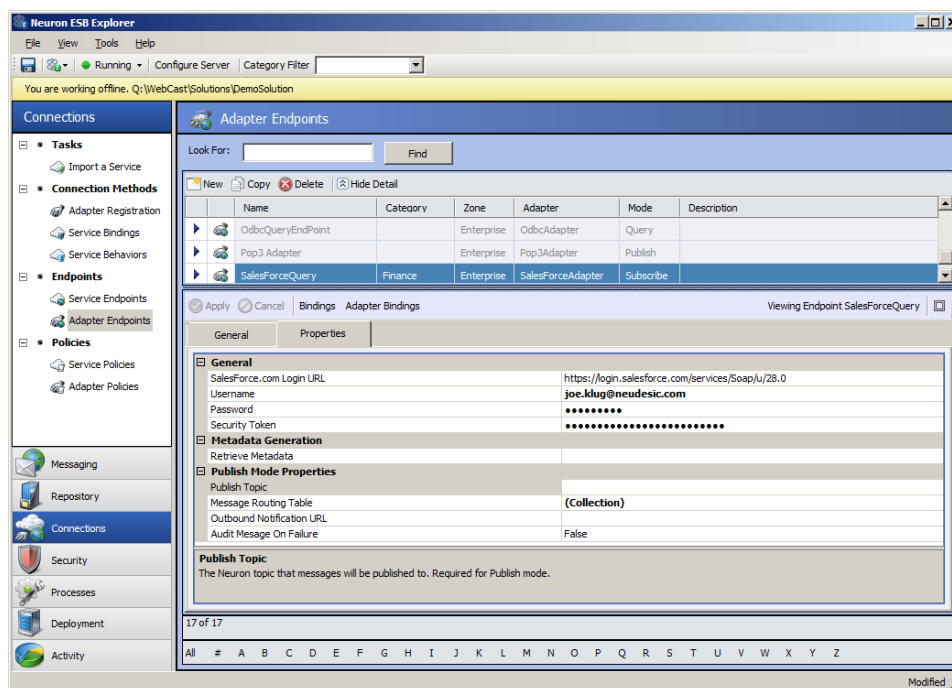 Neuron ESB Explorer
File View Tools Help
Running Configure Server Category Filter
You are working offline. Q:\WebCast\Solutions\DemoSolution
Connections
Tasks
Import a Service
Connection Methods
Adapter Registration
Service Bindings
Service Behaviors
Endpoints
Service Endpoints
Adapter Endpoints
Policies
Service Policies
Adapter Policies
Messaging
Repository
Connections
Security
Processes
Deployment
Activity
Adapter Endpoints
Look For: Find
New Copy Delete Hide Detail
Name Category Zone Adapter Mode Description
OdbcQueryEndPoint Enterprise OdbcAdapter Query
Pop3 Adapter Enterprise Pop3Adapter Publish
SalesForceQuery Finance Enterprise SalesForceAdapter Subscribe
Apply Cancel Bindings Adapter Bindings Viewing Endpoint SalesForceQuery
General Properties
General
SalesForce.com Login URL https://login.salesforce.com/services/Soap/u/28.0
Username joe.klug@neudesic.com
Password ●●●●●●●●●
Security Token ●●●●●●●●●●●●●●●●●●●●●●●●●
Metadata Generation
Retrieve Metadata
Publish Mode Properties
Publish Topic
Message Routing Table (Collection)
Outbound Notification URL
Audit Mesage On Failure False
Publish Topic
The Neuron topic that messages will be published to. Required for Publish mode.
17 of 17
All # A B C D E F G H I J K L M N O P Q R S T U V W X Y Z
Modified